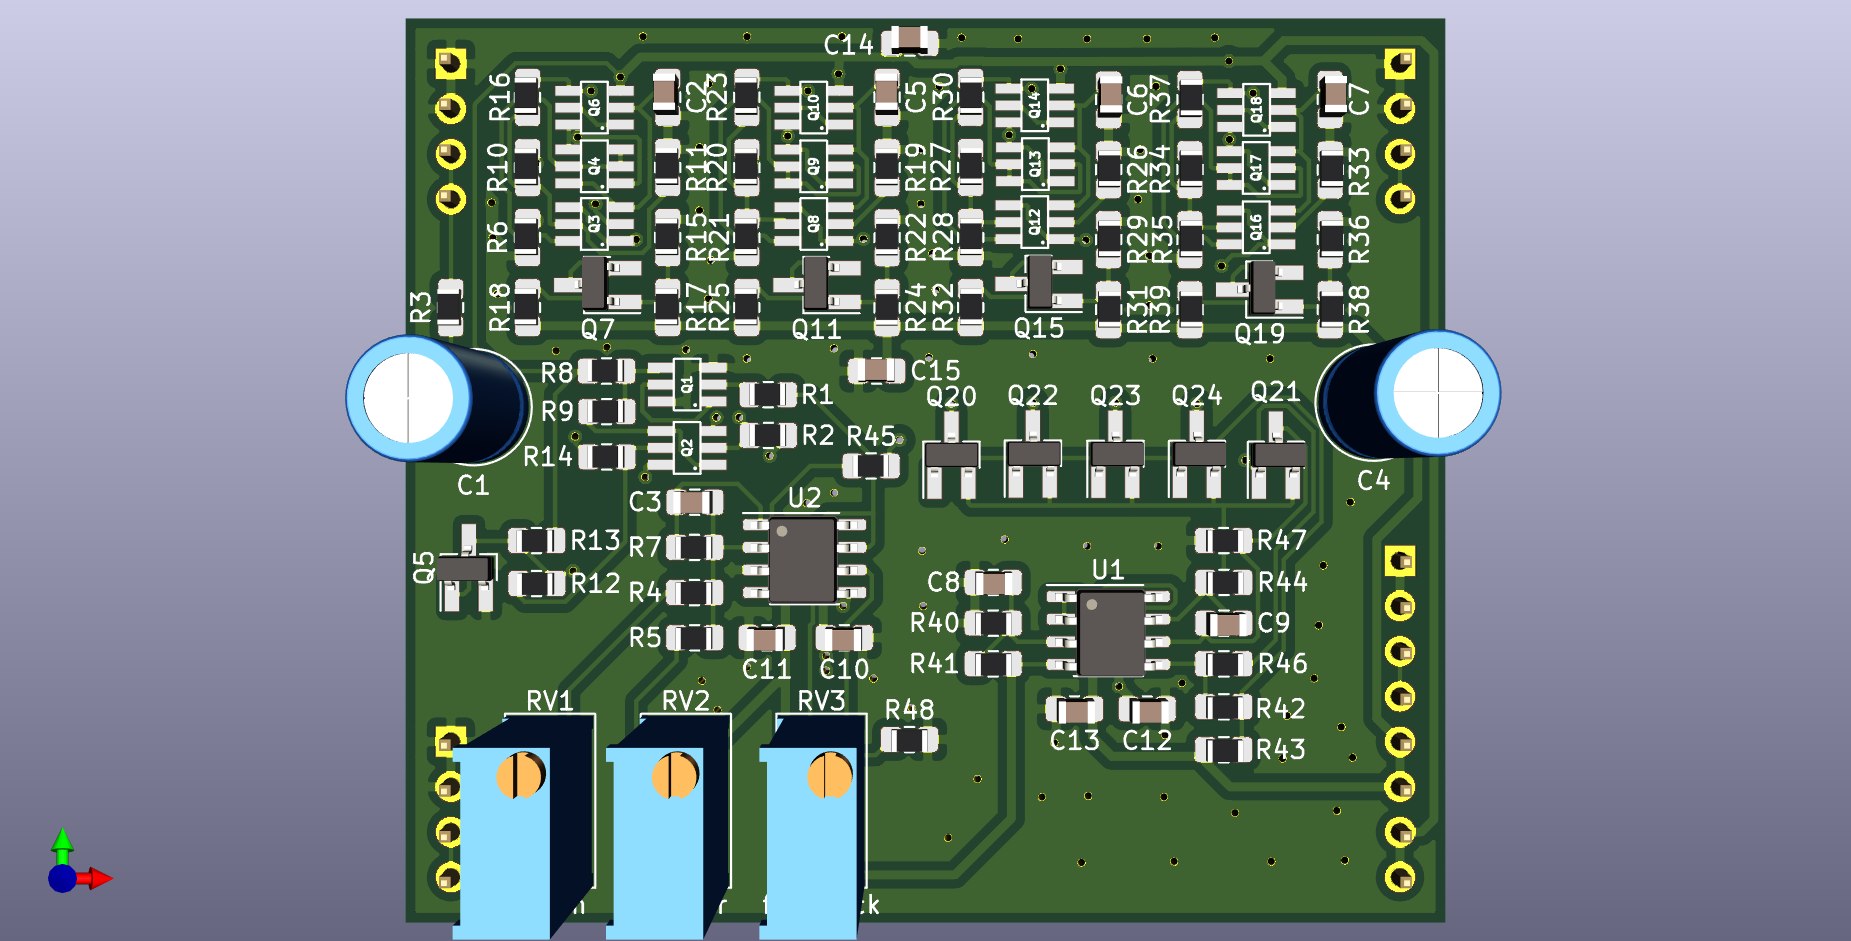 C14
R16 Q6 C2 R23 Q10 C5 R30 Q14 C6 R37 Q18 C7
R10 Q4 R11 R20 Q9 R19 R27 Q13 R26 R34 Q17 R33
R6 Q3 R15 R21 Q8 R22 R28 Q12 R29 R35 Q16 R36
R3 R18 R17 R25 R24 R32 R31 R39 R38
Q7 Q11 Q15 Q19
R8 Q1 R1 C15
R9 Q20 Q22 Q23 Q24 Q21
R14 Q2 R2 R45
C1 C4
C3 U2
Q5 R13 R7 R47
R12 R4 C8 U1 R44
R5 R40 C9
C11 C10 R41 R46
RV1 RV2 RV3 R48 R42
C13 C12 R43
n r f ck